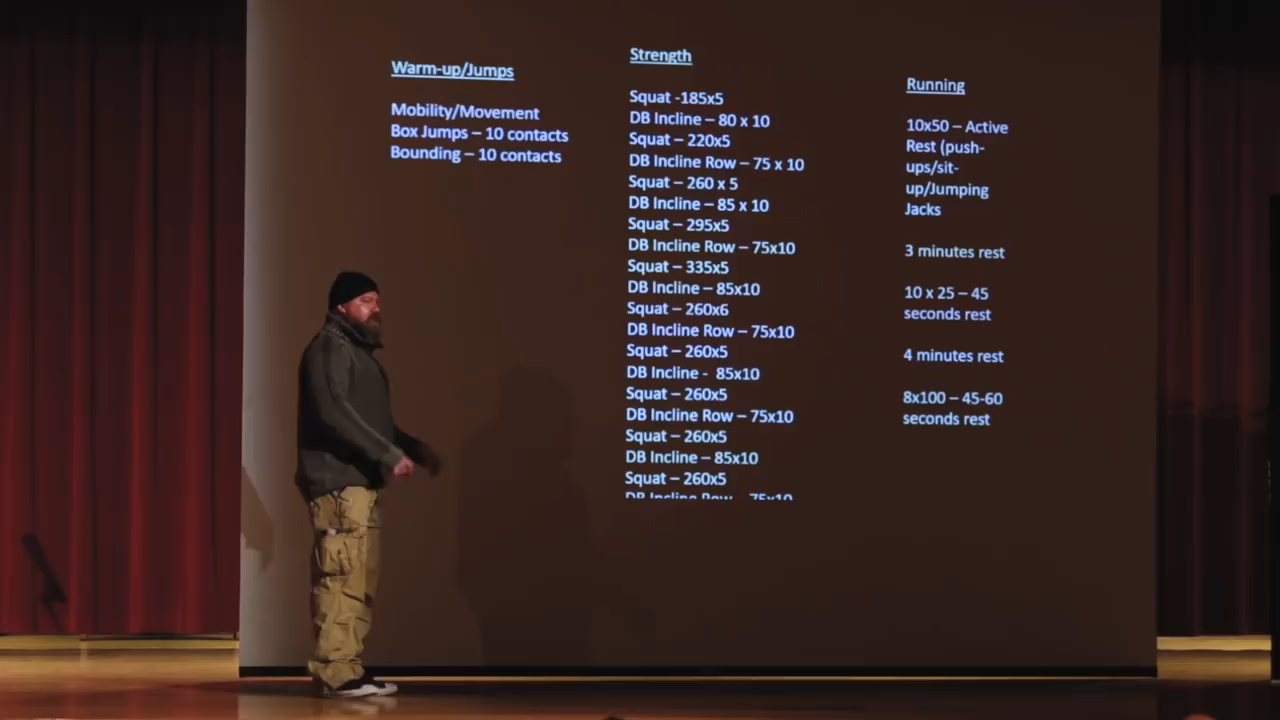 Warm-up/Jumps
Mobility/Movement
Box Jumps – 10 contacts
Bounding – 10 contacts
Strength
Squat -185x5
DB Incline – 80 x 10
Squat – 220x5
DB Incline Row – 75 x 10
Squat – 260 x 5
DB Incline – 85 x 10
Squat – 295x5
DB Incline Row – 75x10
Squat – 335x5
DB Incline – 85x10
Squat – 260x6
DB Incline Row – 75x10
Squat – 260x5
DB Incline - 85x10
Squat – 260x5
DB Incline Row – 75x10
Squat – 260x5
DB Incline – 85x10
Squat – 260x5
DB Incline Row – 75x10
Running
10x50 – Active
Rest (push-
ups/sit-
up/Jumping
Jacks
3 minutes rest
10 x 25 – 45
seconds rest
4 minutes rest
8x100 – 45-60
seconds rest